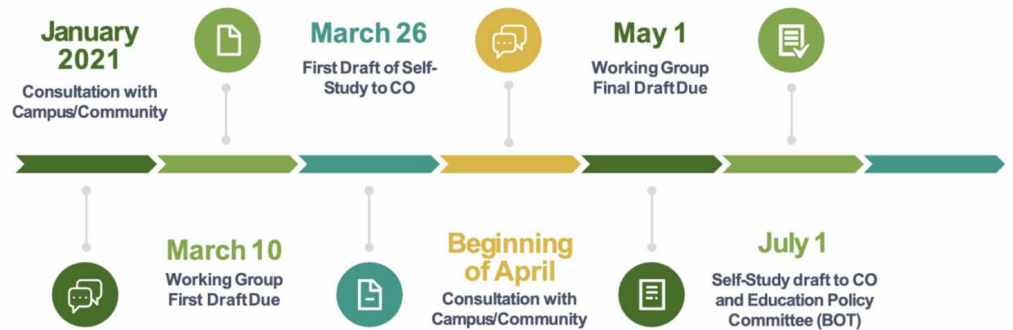 January
2021
Consultation with
Campus/Community
March 10
Working Group
First Draft Due
March 26
First Draft of Self-
Study to CO
Beginning
of April
Consultation with
Campus/Community
May 1
Working Group
Final Draft Due
July 1
Self-Study draft to CO
and Education Policy
Committee (BOT)